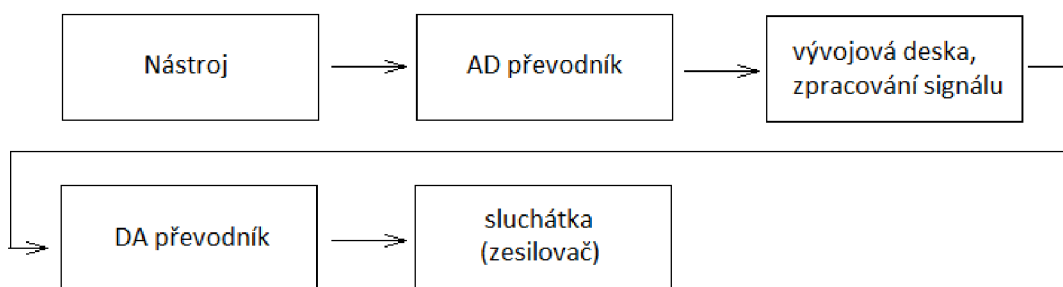 Nástroj
AD převodník
vývojová deska,
zpracování signálu
DA převodník
sluchátka
(zesilovač)